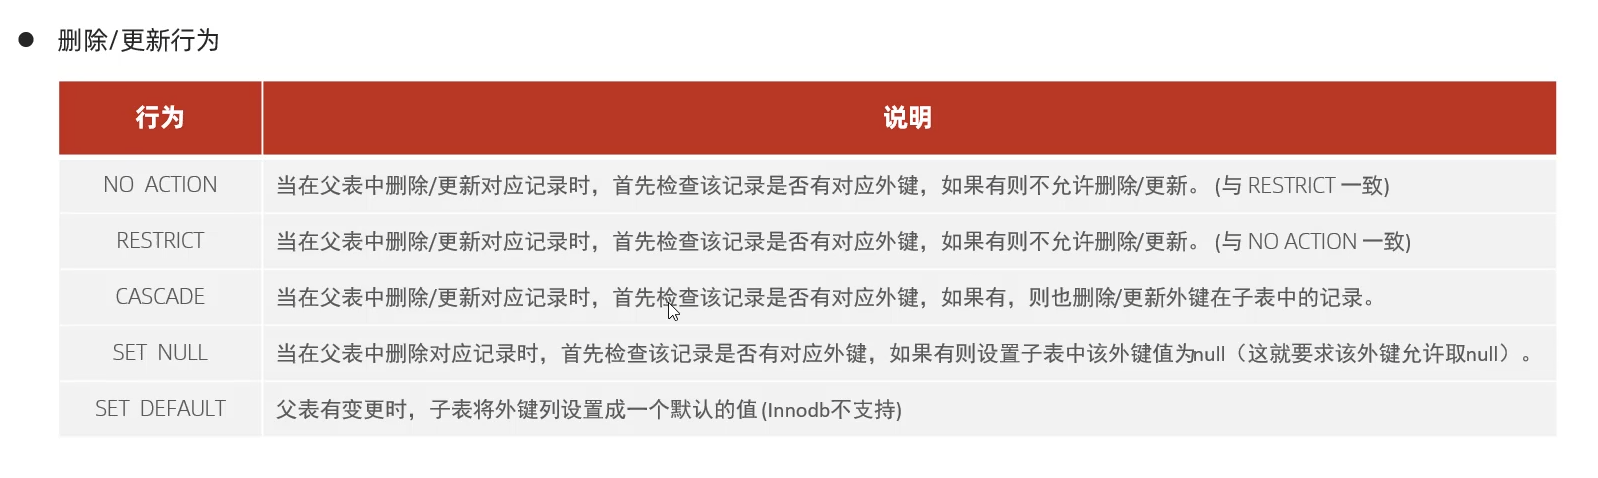 删除/更新行为
行为 说明
NO ACTION 当在父表中删除/更新对应记录时，首先检查该记录是否有对应外键，如果有则不允许删除/更新。 (与 RESTRICT 一致)
RESTRICT 当在父表中删除/更新对应记录时，首先检查该记录是否有对应外键，如果有则不允许删除/更新。 (与 NO ACTION 一致)
CASCADE 当在父表中删除/更新对应记录时，首先检查该记录是否有对应外键，如果有，则也删除/更新外键在子表中的记录。
SET NULL 当在父表中删除对应记录时，首先检查该记录是否有对应外键，如果有则设置子表中该外键值为null（这就要求该外键允许取null）。
SET DEFAULT 父表有变更时，子表将外键列设置成一个默认的值 (Innodb不支持)